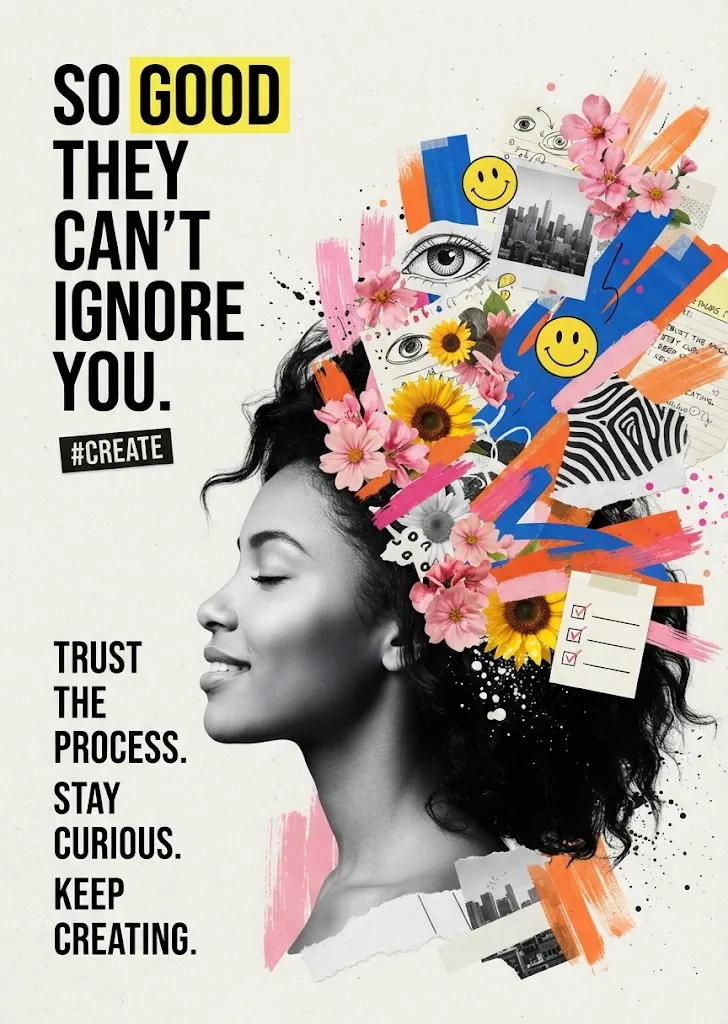 SO GOOD
THEY
CAN'T
IGNORE
YOU.
#CREATE
TRUST
THE
PROCESS.
STAY
CURIOUS.
KEEP
CREATING.